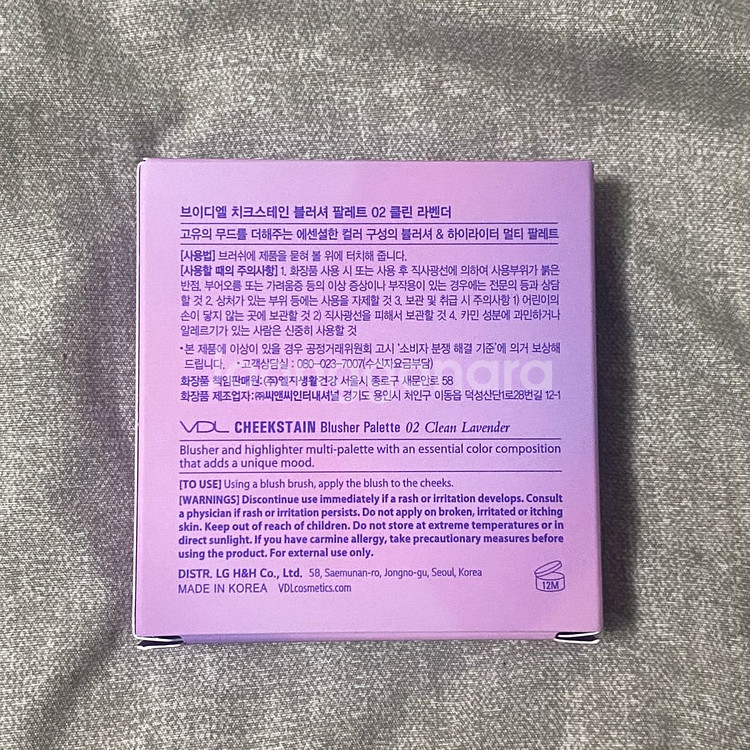 브이디엘 치크스테인 블러셔 팔레트 02 클린 라벤더
고유의 무드를 더해주는 에센셜한 컬러 구성의 블러셔 & 하이라이터 멀티 팔레트
[사용법] 브러쉬에 제품을 묻혀 볼 위에 터치해 줍니다.
[사용할 때의 주의사항] 1. 화장품 사용 시 또는 사용 후 직사광선에 의하여 사용부위가 붉은
반점, 부어오름 또는 가려움증 등의 이상 증상이나 부작용이 있는 경우에는 전문의 등과 상담
할 것 2. 상처가 있는 부위 등에는 사용을 자제할 것 3. 보관 및 취급 시 주의사항 1) 어린이의
손이 닿지 않는 곳에 보관할 것 2) 직사광선을 피해서 보관할 것 4. 카민 성분에 과민하거나
알레르기가 있는 사람은 신중히 사용할 것
• 본 제품에 이상이 있을 경우 공정거래위원회 고시 '소비자 분쟁 해결 기준'에 의거 보상해
드립니다. • 고객상담실 : 080-023-7007(수신자요금부담)
화장품 책임판매원: ㈜엘지생활건강 서울시 종로구 새문안로 58
화장품 제조업자: ㈜씨앤씨인터내셔널 경기도 용인시 처인구 이동읍 덕성산단1로28번길 12-1
VDL CHEEKSTAIN Blusher Palette 02 Clean Lavender
Blusher and highlighter multi-palette with an essential color composition
that adds a unique mood.
[TO USE] Using a blush brush, apply the blush to the cheeks.
[WARNINGS] Discontinue use immediately if a rash or irritation develops. Consult
a physician if rash or irritation persists. Do not apply on broken, irritated or itching
skin. Keep out of reach of children. Do not store at extreme temperatures or in
direct sunlight. If you have carmine allergy, take precautionary measures before
using the product. For external use only.
DISTR. LG H&H Co., Ltd. 58, Saemunan-ro, Jongno-gu, Seoul, Korea
MADE IN KOREA VDLcosmetics.com
12M